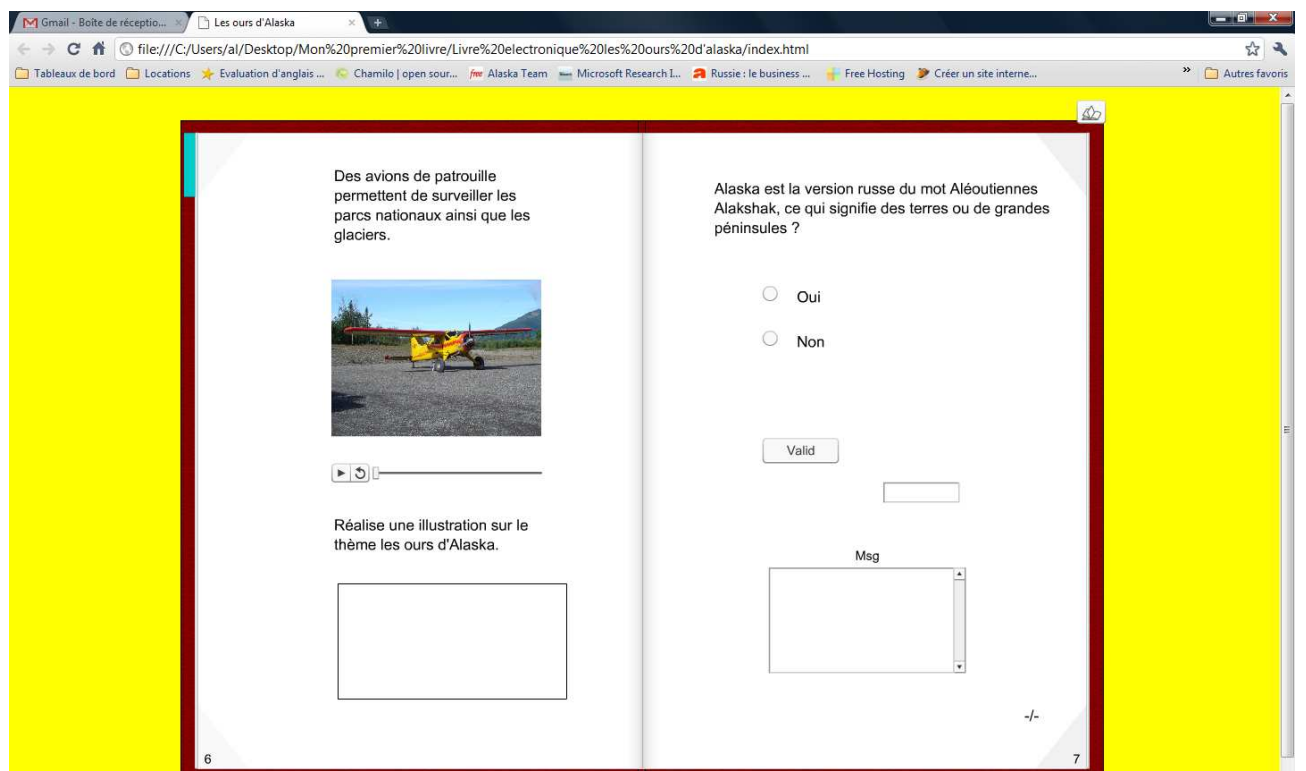 Gmail - Boîte de réceptio...
Les ours d'Alaska
file:///C:/Users/al/Desktop/Mon%20premier%20livre/Livre%20electronique%20les%20ours%20d'alaska/index.html
Tableaux de bord
Locations
Evaluation d'anglais ...
Chamilo | open sour...
free Alaska Team
Microsoft Research I...
Russie : le business ...
Free Hosting
Créer un site interne...
»
Autres favoris
Des avions de patrouille
permettent de surveiller les
parcs nationaux ainsi que les
glaciers.
Réalise une illustration sur le
thème les ours d'Alaska.
6
Alaska est la version russe du mot Aléoutiennes
Alakshak, ce qui signifie des terres ou de grandes
péninsules ?
Oui
Non
Valid
Msg
-/-
7